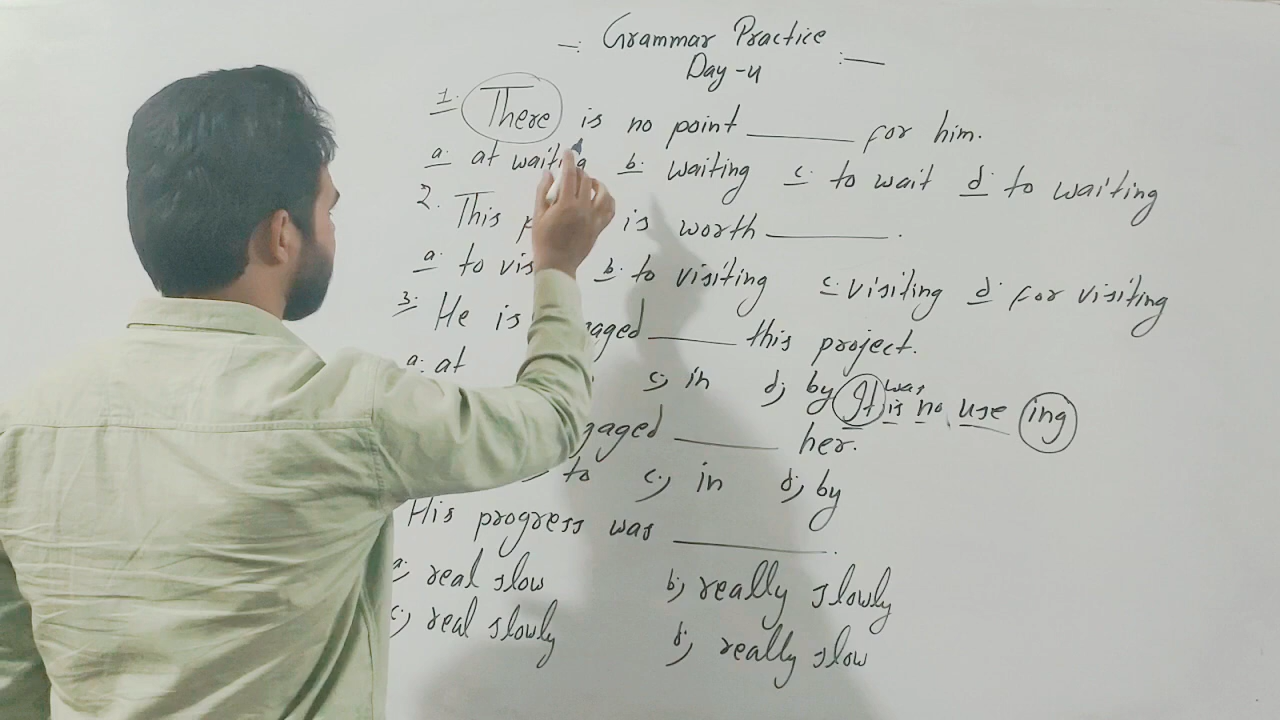 -: Grammar Practice :-
Day-4
1. There is no point ______ for him.
a. at waiting b. waiting c. to wait d. to waiting
2. This is worth ______.
a. to b. to visiting c. visiting d. for visiting
3. He is ______ this project.
a. at c, in d, by
It was is no use ing
______ her.
to c, in d, by
His progress was ______.
a, real slow b, really slowly
c, real slowly d, really slow